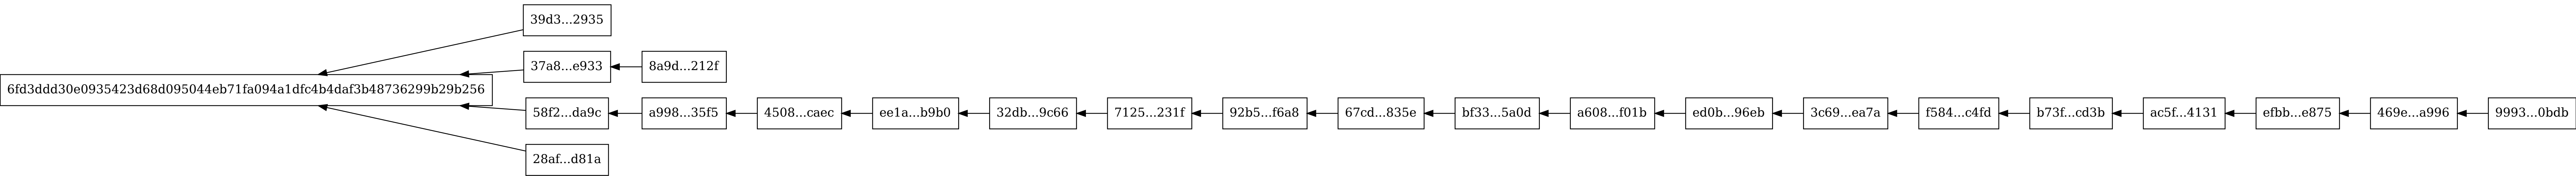 39d3...2935
37a8...e933
8a9d...212f
6fd3ddd30e0935423d68d095044eb71fa094a1dfc4b4daf3b48736299b29b256
58f2...da9c
a998...35f5
4508...caec
ee1a...b9b0
32db...9c66
7125...231f
92b5...f6a8
67cd...835e
bf33...5a0d
a608...f01b
ed0b...96eb
3c69...ea7a
f584...c4fd
b73f...cd3b
ac5f...4131
efbb...e875
469e...a996
9993...0bdb
28af...d81a